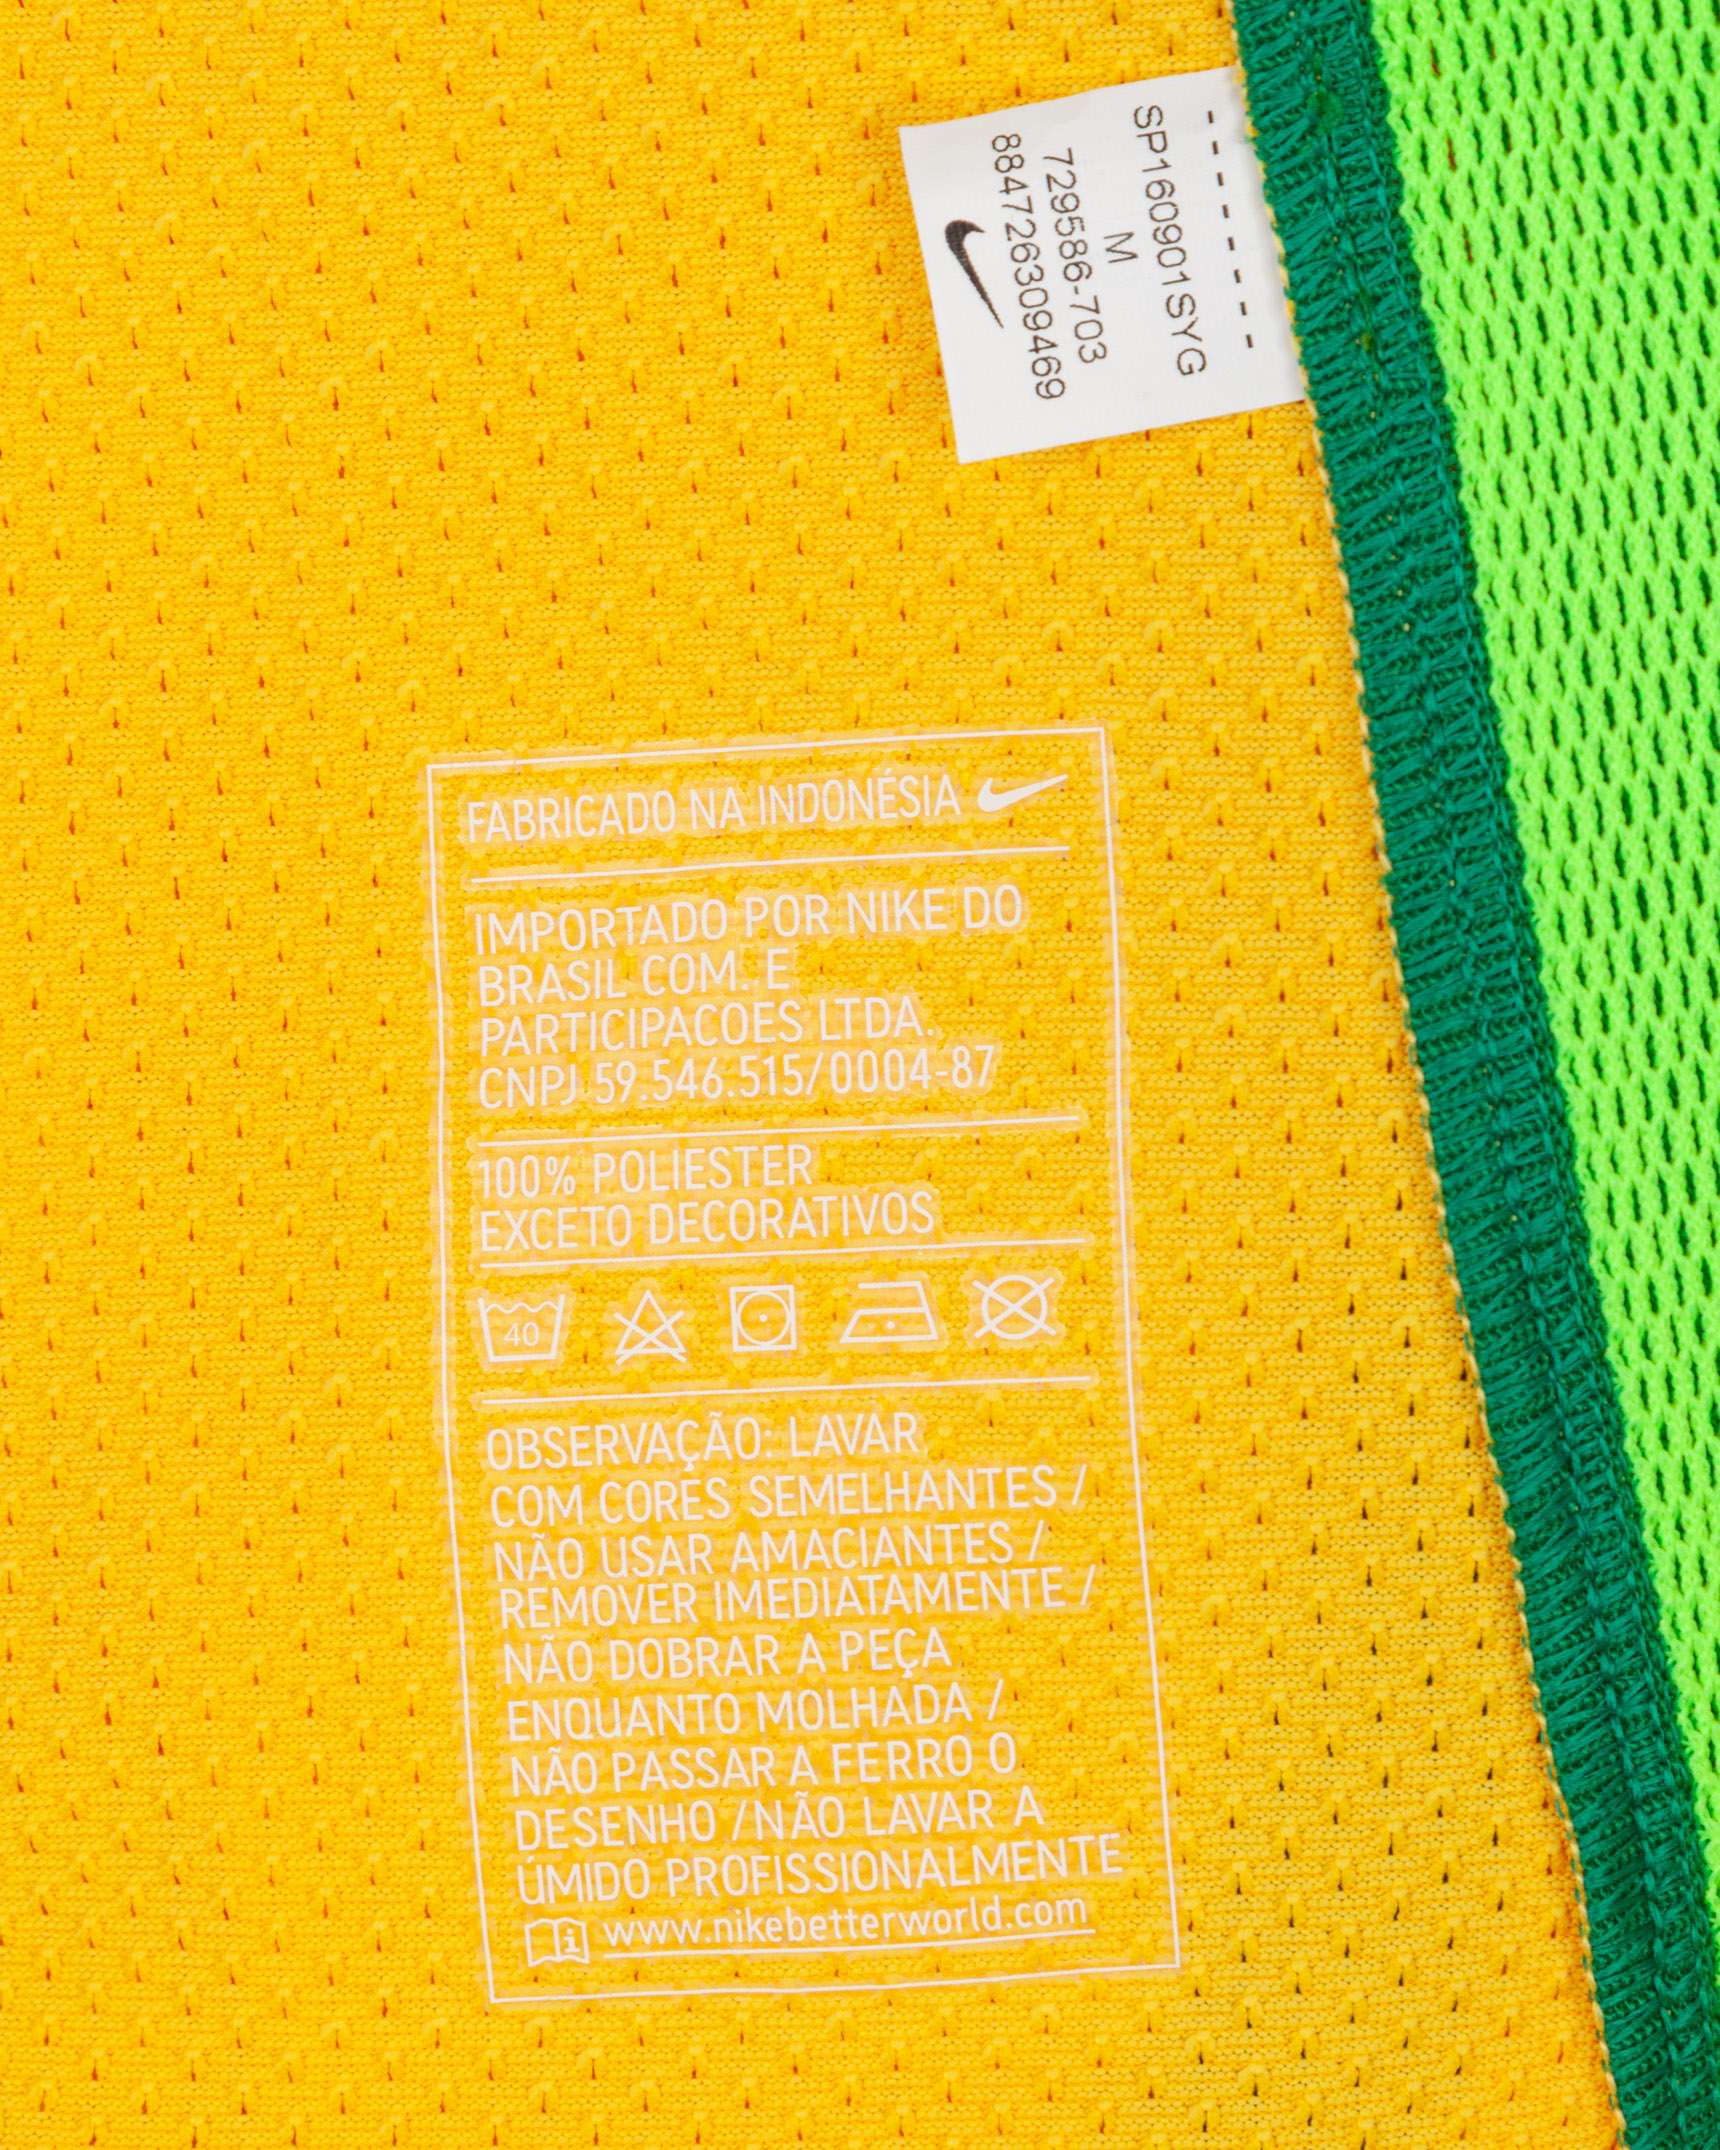 SP160901SYG
M
729586-703
884726309469
FABRICADO NA INDONÉSIA
IMPORTADO POR NIKE DO
BRASIL COM. E
PARTICIPACOES LTDA.
CNPJ 59.546.515/0004-87
100% POLIESTER
EXCETO DECORATIVOS
40
OBSERVAÇÃO: LAVAR
COM CORES SEMELHANTES /
NÃO USAR AMACIANTES /
REMOVER IMEDIATAMENTE /
NÃO DOBRAR A PEÇA
ENQUANTO MOLHADA /
NÃO PASSAR A FERRO O
DESENHO /NÃO LAVAR A
ÚMIDO PROFISSIONALMENTE
i www.nikebetterworld.com